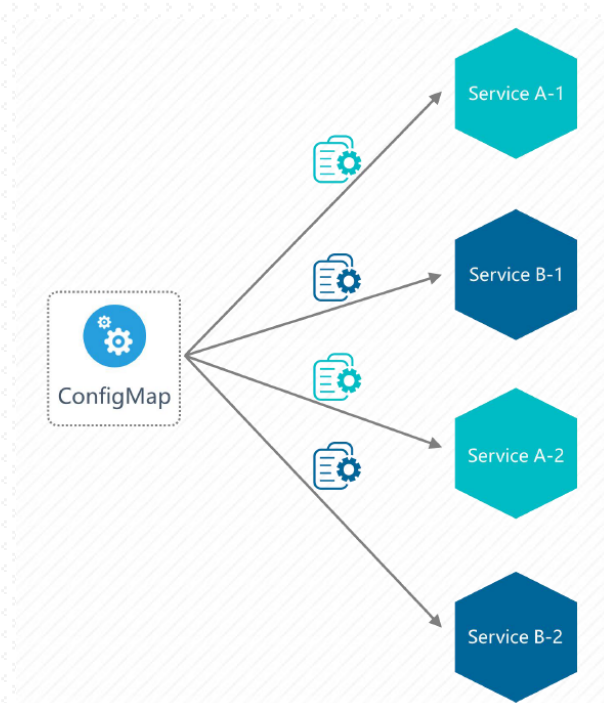 Service A-1
Service B-1
ConfigMap
Service A-2
Service B-2